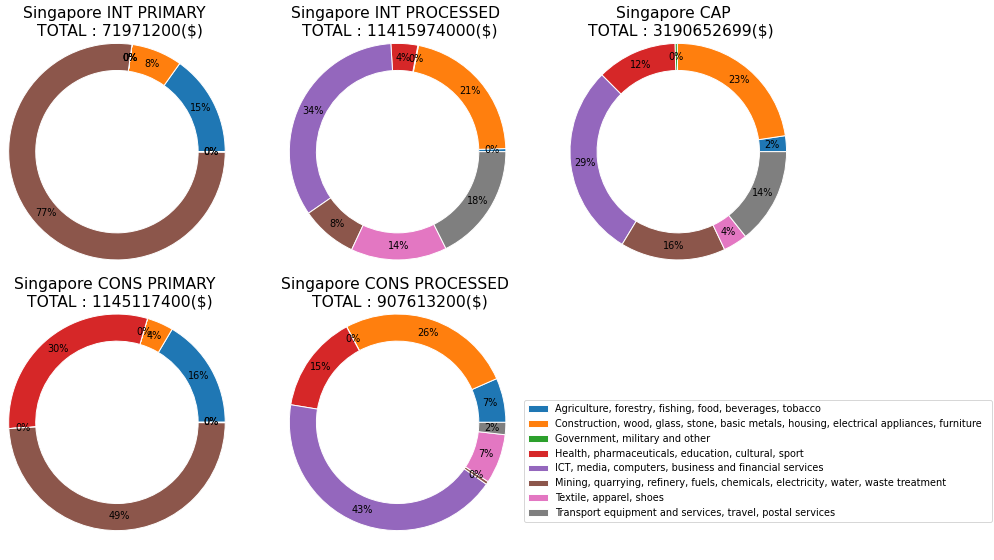 Singapore INT PRIMARY
TOTAL : 71971200($)
0%
8%
15%
0%
77%
Singapore INT PROCESSED
TOTAL : 11415974000($)
4%
0%
21%
34%
0%
18%
8%
14%
Singapore CAP
TOTAL : 3190652699($)
0%
12%
23%
2%
29%
14%
4%
16%
Singapore CONS PRIMARY
TOTAL : 1145117400($)
0%
4%
30%
16%
0%
0%
49%
Singapore CONS PROCESSED
TOTAL : 907613200($)
26%
0%
15%
7%
2%
7%
0%
43%
Agriculture, forestry, fishing, food, beverages, tobacco
Construction, wood, glass, stone, basic metals, housing, electrical appliances, furniture
Government, military and other
Health, pharmaceuticals, education, cultural, sport
ICT, media, computers, business and financial services
Mining, quarrying, refinery, fuels, chemicals, electricity, water, waste treatment
Textile, apparel, shoes
Transport equipment and services, travel, postal services